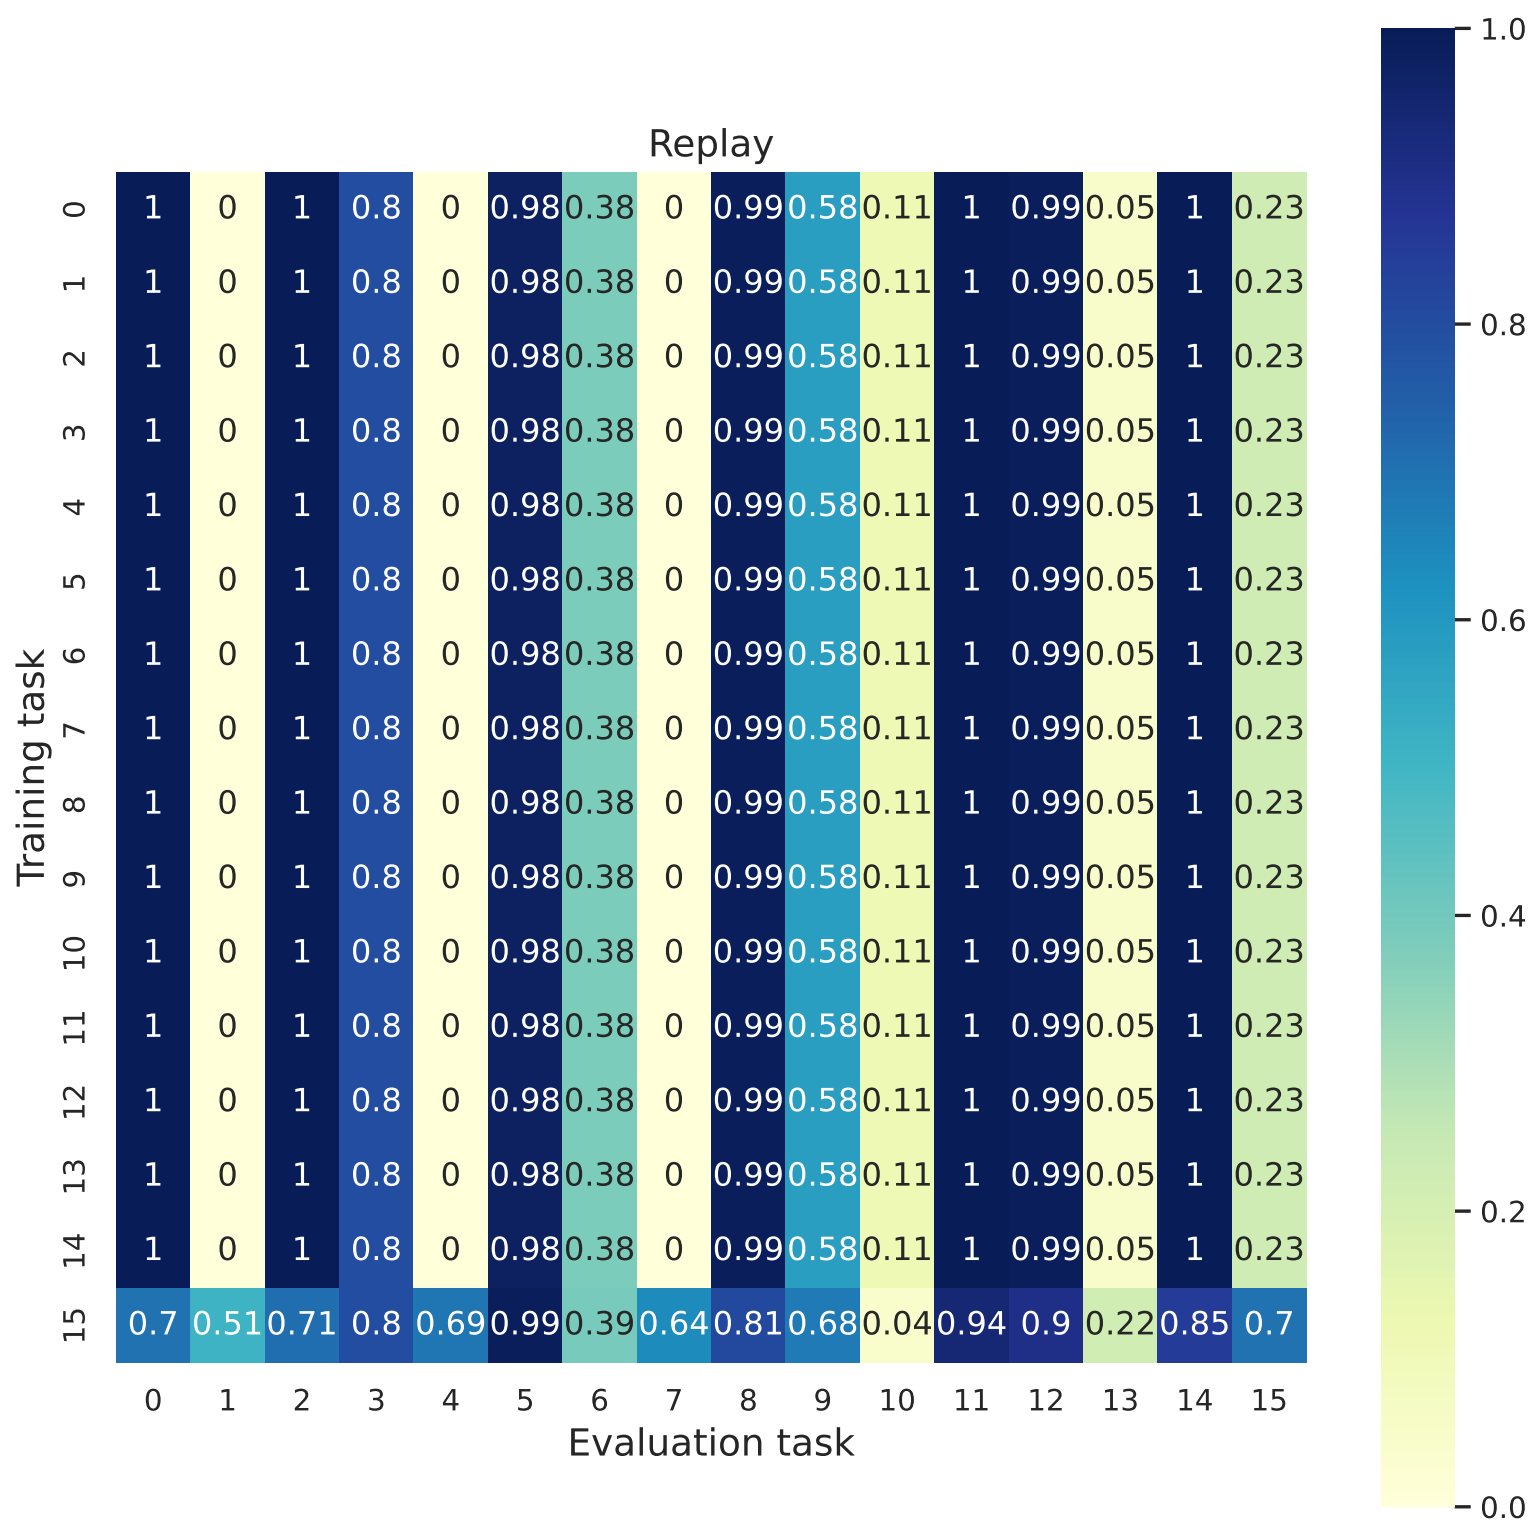 Replay
0 1 0 1 0.8 0 0.98 0.38 0 0.99 0.58 0.11 1 0.99 0.05 1 0.23
1 1 0 1 0.8 0 0.98 0.38 0 0.99 0.58 0.11 1 0.99 0.05 1 0.23
2 1 0 1 0.8 0 0.98 0.38 0 0.99 0.58 0.11 1 0.99 0.05 1 0.23
3 1 0 1 0.8 0 0.98 0.38 0 0.99 0.58 0.11 1 0.99 0.05 1 0.23
4 1 0 1 0.8 0 0.98 0.38 0 0.99 0.58 0.11 1 0.99 0.05 1 0.23
5 1 0 1 0.8 0 0.98 0.38 0 0.99 0.58 0.11 1 0.99 0.05 1 0.23
6 1 0 1 0.8 0 0.98 0.38 0 0.99 0.58 0.11 1 0.99 0.05 1 0.23
7 1 0 1 0.8 0 0.98 0.38 0 0.99 0.58 0.11 1 0.99 0.05 1 0.23
8 1 0 1 0.8 0 0.98 0.38 0 0.99 0.58 0.11 1 0.99 0.05 1 0.23
9 1 0 1 0.8 0 0.98 0.38 0 0.99 0.58 0.11 1 0.99 0.05 1 0.23
10 1 0 1 0.8 0 0.98 0.38 0 0.99 0.58 0.11 1 0.99 0.05 1 0.23
11 1 0 1 0.8 0 0.98 0.38 0 0.99 0.58 0.11 1 0.99 0.05 1 0.23
12 1 0 1 0.8 0 0.98 0.38 0 0.99 0.58 0.11 1 0.99 0.05 1 0.23
13 1 0 1 0.8 0 0.98 0.38 0 0.99 0.58 0.11 1 0.99 0.05 1 0.23
14 1 0 1 0.8 0 0.98 0.38 0 0.99 0.58 0.11 1 0.99 0.05 1 0.23
15 0.7 0.51 0.71 0.8 0.69 0.99 0.39 0.64 0.81 0.68 0.04 0.94 0.9 0.22 0.85 0.7
0 1 2 3 4 5 6 7 8 9 10 11 12 13 14 15
Evaluation task
Training task
1.0
0.8
0.6
0.4
0.2
0.0